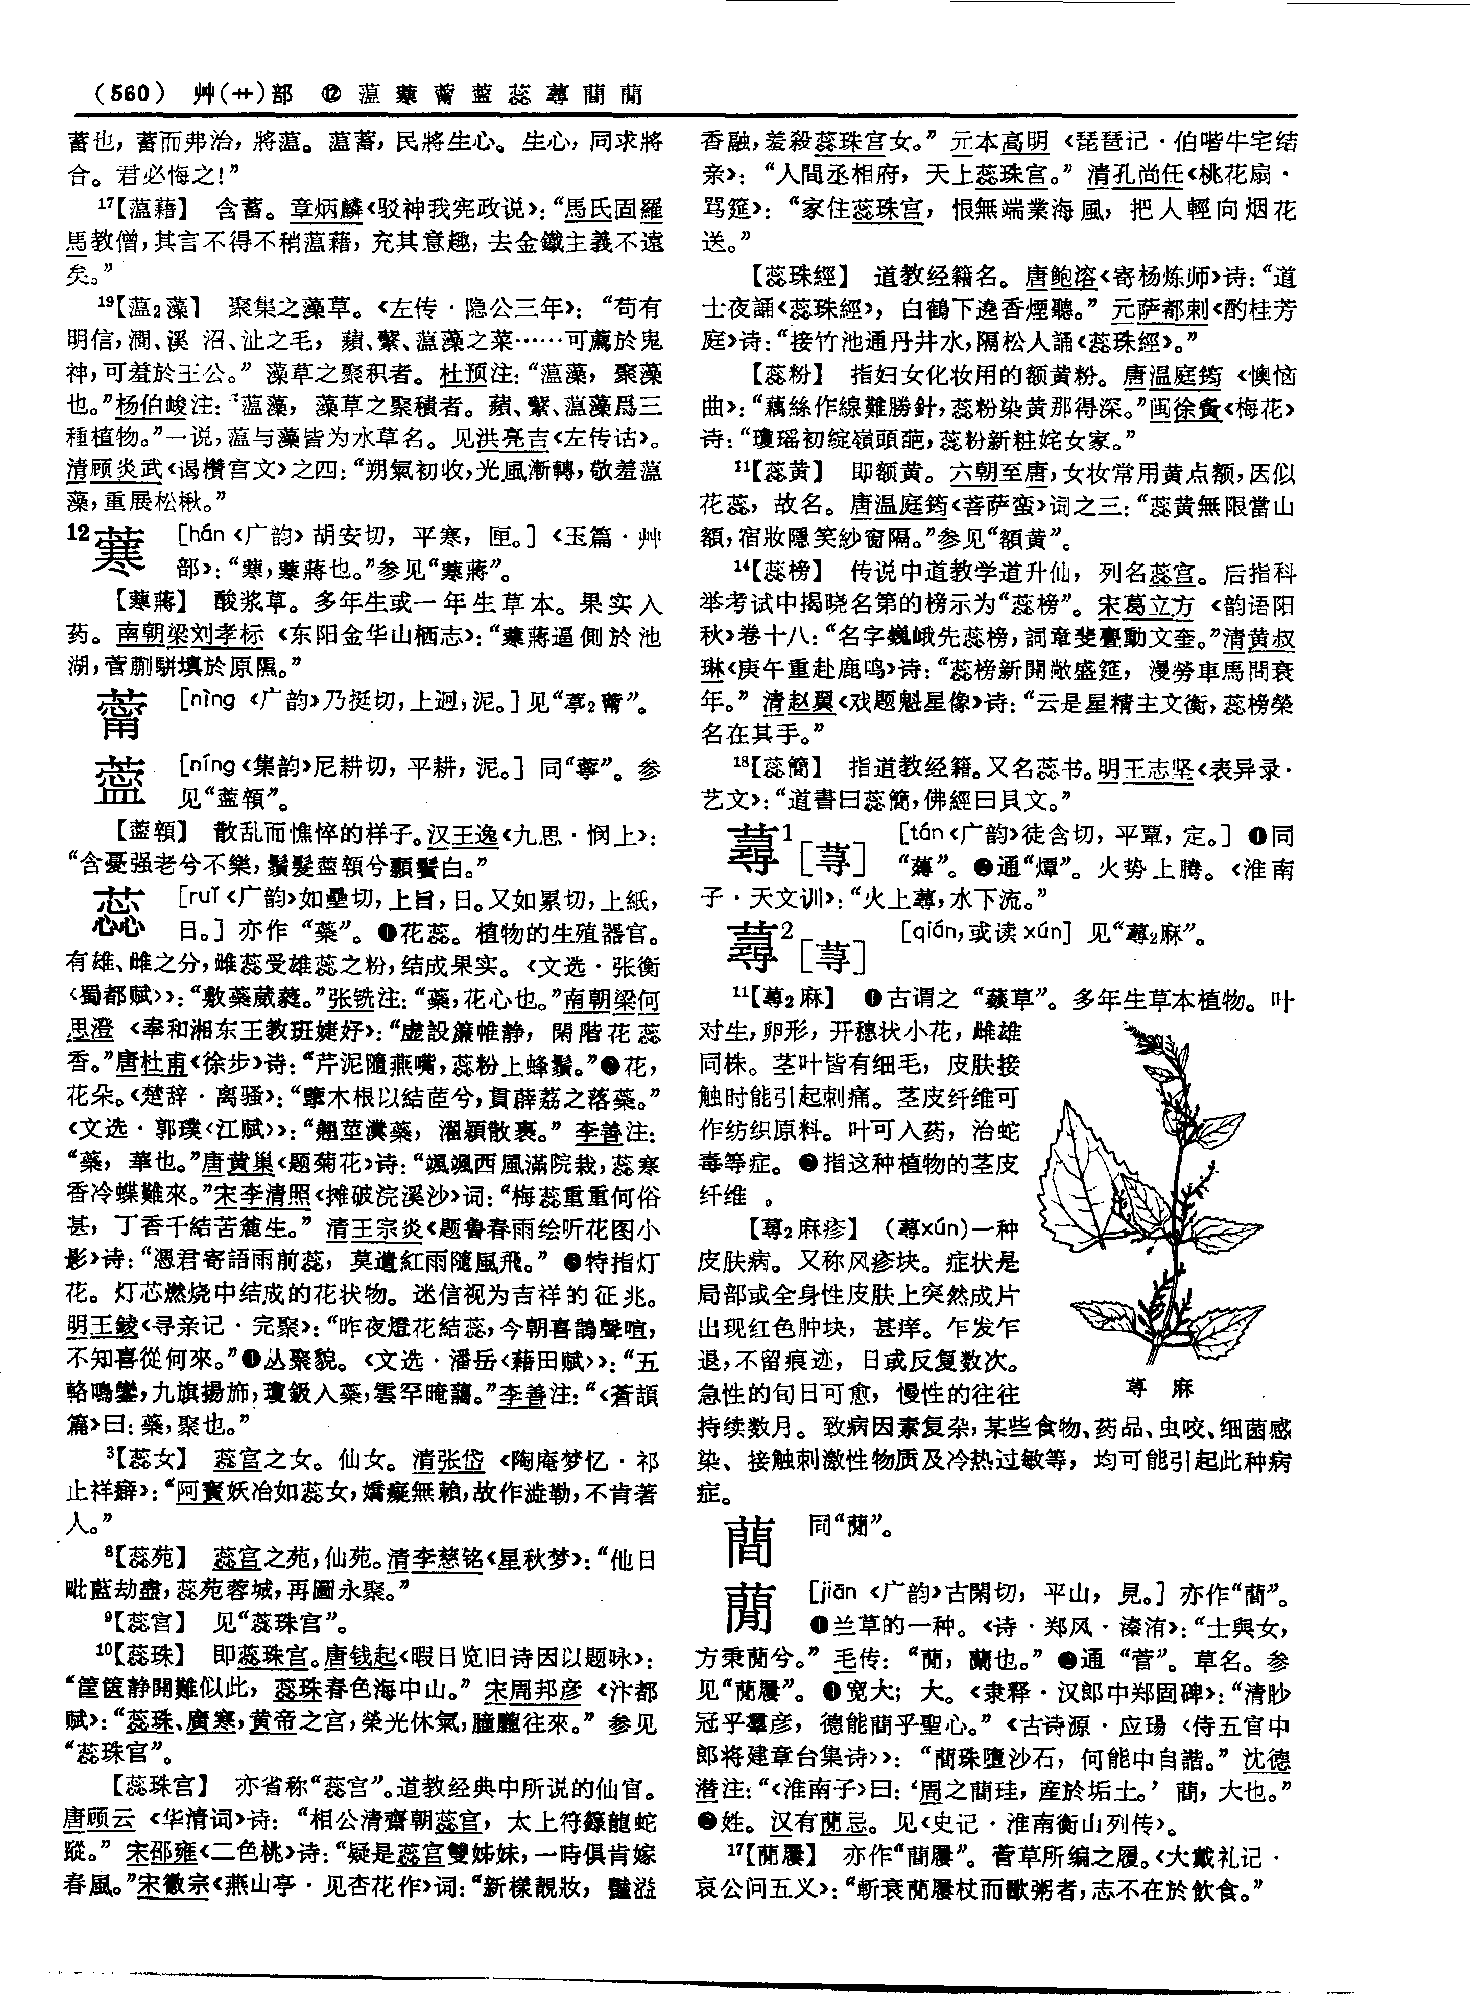 （560） 艸(艹)部 ⑫ 薀䓍薴薀蕊蕁蕳蕑
蓄也，蓄而弗治，將薀。薀蓄，民將生心。生心，同求將
合。君必悔之！”
17【薀藉】 含蓄。章炳麟《驳神我宪政说》：“馬氏固羅
馬教僧，其言不得不稍薀藉，充其意趣，去金鐵主義不遠
矣。”
19【薀2藻】 聚集之藻草。《左传·隐公三年》：“苟有
明信，澗、溪 沼、沚之毛，蘋、蘩、薀藻之菜……可薦於鬼
神，可羞於王公。”藻草之聚积者。杜预注：“薀藻，聚藻
也。”杨伯峻注：“薀藻，藻草之聚積者。蘋、蘩、薀藻爲三
種植物。”一说，薀与藻皆为水草名。见洪亮吉《左传诂》。
清顾炎武《谒欑宫文》之四：“朔氣初收，光風漸轉，敬羞薀
藻，重展松楸。”
12 [hán《广韵》胡安切，平寒，匣。]《玉篇·艸
部》：“
酸浆草。多年生或一年生草本。果实入
药。南朝梁刘孝标《东阳金华山栖志》：“逼側於池
湖，菅蒯駢填於原隰。”
薴 [nìng《广韵》乃挺切，上迥，泥。]见“葶2薴”。
[níng《集韵》尼耕切，平耕，泥。]同“薴”。参
见
散乱而憔悴的样子。汉王逸《九思·悯上》：
“含憂强老兮不樂，鬚髮兮顠鬢白。”
蕊 [ruǐ《广韵》如壘切，上旨，日。又如累切，上紙，
日。]亦作“蘂”。❶花蕊。植物的生殖器官。
有雄、雌之分，雌蕊受雄蕊之粉，结成果实。《文选·张衡
〈蜀都赋〉》：“敷蘂葳蕤。”张铣注：“蘂，花心也。”南朝梁何
思澄《奉和湘东王教班婕妤》：“虚設簾帷静，閑階花蕊
香。”唐杜甫《徐步》诗：“芹泥隨燕嘴，蕊粉上蜂鬚。”❷花，
花朵。《楚辞·离骚》：“擥木根以結茝兮，貫薜荔之落蘂。”
《文选·郭璞〈江赋〉》：“翹莖瀵蘂，濯穎散裹。”李善注：
“蘂，華也。”唐黄巢《题菊花》诗：“颯颯西風滿院栽，蕊寒
香冷蝶難來。”宋李清照《摊破浣溪沙》词：“梅蕊重重何俗
甚，丁香千結苦麄生。”清王宗炎《题鲁春雨绘听花图小
影》诗：“憑君寄語雨前蕊，莫遣紅雨隨風飛。”❸特指灯
花。灯芯燃烧中结成的花状物。迷信视为吉祥的征兆。
明王錂《寻亲记·完聚》：“昨夜燈花結蕊，今朝喜鵲聲喧，
不知喜從何來。”❹丛聚貌。《文选·潘岳〈藉田赋〉》：“五
輅鳴鑾，九旗揚斾，瓊鈒入蘂，雲罕晻藹。”李善注：“《蒼頡
篇》曰：蘂，聚也。”
3【蕊女】 蕊宫之女。仙女。清张岱《陶庵梦忆·祁
止祥癖》：“阿寶妖冶如蕊女，嬌癡無賴，故作澁勒，不肯著
人。”
8【蕊苑】 蕊宫之苑，仙苑。清李慈铭《星秋梦》：“他日
毗藍劫盡，蕊苑蓉城，再圖永聚。”
9【蕊宫】 见“蕊珠宫”。
10【蕊珠】 即蕊珠宫。唐钱起《暇日览旧诗因以题咏》：
“筐篋静開難似此，蕊珠春色海中山。”宋周邦彦《汴都
赋》：“蕊珠、廣寒，黄帝之宫，榮光休氣，朣朧往來。”参见
“蕊珠宫”。
【蕊珠宫】 亦省称“蕊宫”。道教经典中所说的仙宫。
唐顾云《华清词》诗：“相公清齋朝蕊宫，太上符籙龍蛇
蹤。”宋邵雍《二色桃》诗：“疑是蕊宫雙姊妹，一時俱肯嫁
春風。”宋徽宗《燕山亭·见杏花作》词：“新樣靚妝，豔溢
香融，羞殺蕊珠宫女。”元本高明《琵琶记·伯喈牛宅结
亲》：“人間丞相府，天上蕊珠宫。”清孔尚任《桃花扇·
骂筵》：“家住蕊珠宫，恨無端業海風，把人輕向烟花
送。”
【蕊珠經】 道教经籍名。唐鲍溶《寄杨炼师》诗：“道
士夜誦《蕊珠經》，白鶴下遶香煙聽。”元萨都剌《酌桂芳
庭》诗：“接竹池通丹井水，隔松人誦《蕊珠經》。”
【蕊粉】 指妇女化妆用的额黄粉。唐温庭筠《懊恼
曲》：“藕絲作線難勝針，蕊粉染黄那得深。”闽徐夤《梅花》
诗：“瓊瑶初綻嶺頭葩，蕊粉新粧姹女家。”
11【蕊黄】 即额黄。六朝至唐，女妆常用黄点额，因似
花蕊，故名。唐温庭筠《菩萨蛮》词之三：“蕊黄無限當山
額，宿妝隱笑紗窗隔。”参见“額黄”。
14【蕊榜】 传说中道教学道升仙，列名蕊宫。后指科
举考试中揭晓名第的榜示为“蕊榜”。宋葛立方《韵语阳
秋》卷十八：“名字巍峨先蕊榜，詞章斐亹動文奎。”清黄叔
琳《庚午重赴鹿鸣》诗：“蕊榜新開敞盛筵，漫勞車馬問衰
年。”清赵翼《戏题魁星像》诗：“云是星精主文衡，蕊榜榮
名在其手。”
18【蕊簡】 指道教经籍。又名蕊书。明王志坚《表异录·
艺文》：“道書曰蕊簡，佛經曰貝文。”
蕁1[荨] [tán《广韵》徒含切，平覃，定。] ❶同
“薚”。❷通“燂”。火势上腾。《淮南
子·天文训》：“火上蕁，水下流。”
蕁2[荨] [qián，或读xún] 见“蕁2麻”。
11【蕁2麻】 ❶古谓之“薟草”。多年生草本植物。叶
对生，卵形，开穗状小花，雌雄
同株。茎叶皆有细毛，皮肤接
触时能引起刺痛。茎皮纤维可
作纺织原料。叶可入药，治蛇
毒等症。❷指这种植物的茎皮
纤维。
【蕁2麻疹】 （蕁xún）一种
皮肤病。又称风疹块。症状是
局部或全身性皮肤上突然成片
出现红色肿块，甚痒。乍发乍
退，不留痕迹，日或反复数次。
急性的旬日可愈，慢性的往往
荨 麻
持续数月。致病因素复杂，某些食物、药品、虫咬、细菌感
染、接触刺激性物质及冷热过敏等，均可能引起此种病
症。
蕳 同“蕑”。
蕑 [jiān《广韵》古閑切，平山，見。]亦作“蕳”。
❶兰草的一种。《诗·郑风·溱洧》：“士與女，
方秉蕑兮。”毛传：“蕑，蘭也。”❷通“菅”。草名。参
见“蕑屨”。❸宽大；大。《隶释·汉郎中郑固碑》：“清眇
冠乎羣彦，德能蕳乎聖心。”《古诗源·应瑒〈侍五官中
郎将建章台集诗〉》：“蕳珠墮沙石，何能中自諧。”沈德
潜注：“《淮南子》曰：‘周之蕳珪，産於垢土。’蕳，大也。”
❹姓。汉有蕑忌。见《史记·淮南衡山列传》。
17【蕑屨】 亦作“蕳屨”。菅草所编之履。《大戴礼记·
哀公问五义》：“斬衰蕑屨杖而歠粥者，志不在於飲食。”